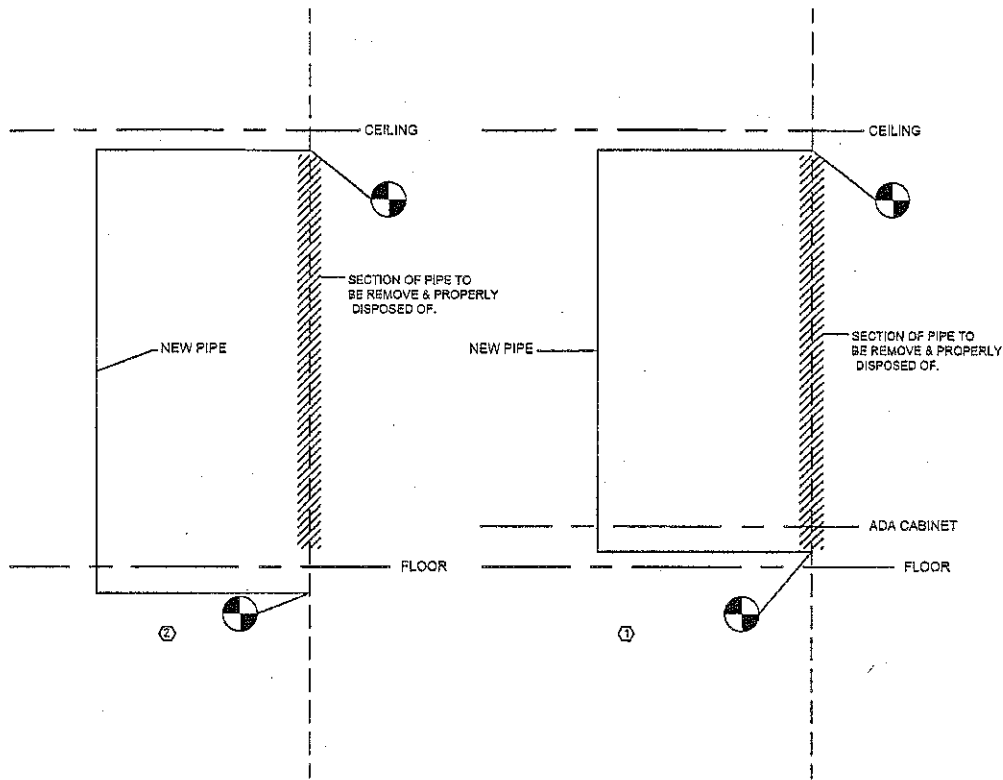 CEILING
SECTION OF PIPE TO
BE REMOVE & PROPERLY
DISPOSED OF.
NEW PIPE
FLOOR
2
CEILING
SECTION OF PIPE TO
BE REMOVE & PROPERLY
DISPOSED OF.
NEW PIPE
ADA CABINET
FLOOR
1